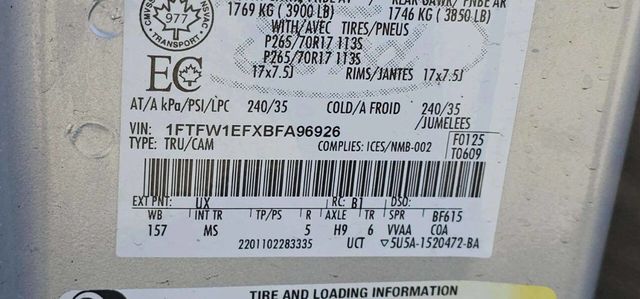 1769 KG (3900 LB) 1746 KG (3850 LB)
WITH/AVEC TIRES/PNEUS
P265/70R17 113S
P265/70R17 113S
17x7.5J RIMS/JANTES 17x7.5J
977
TRANSPORT
EC
AT/A kPa/PSI/LPC 240/35 COLD/A FROID 240/35
/JUMELEES
VIN: 1FTFW1EFXBFA96926
TYPE: TRU/CAM COMPLIES: ICES/NMB-002 F0125
T0609
EXT PNT: UX RC: B1 DSO:
WB INT TR TP/PS R AXLE TR SPR BF615
157 MS 5 H9 6 VVAA COA
2201102283335 UCT ▽5U5A-1520472-BA
TIRE AND LOADING INFORMATION